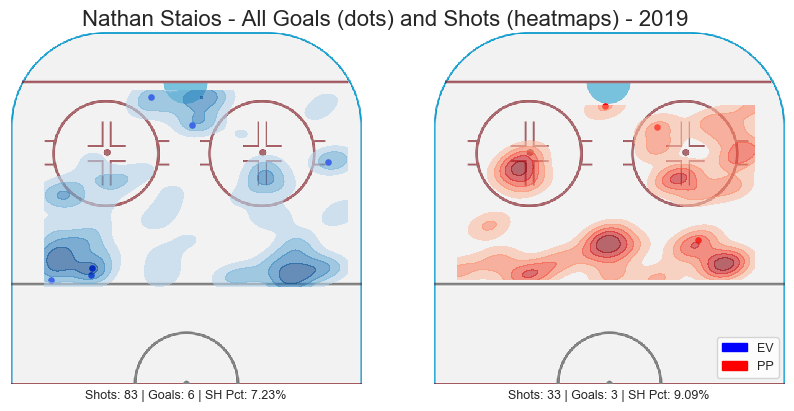 Nathan Staios - All Goals (dots) and Shots (heatmaps) - 2019
EV
PP
Shots: 83 | Goals: 6 | SH Pct: 7.23%
Shots: 33 | Goals: 3 | SH Pct: 9.09%